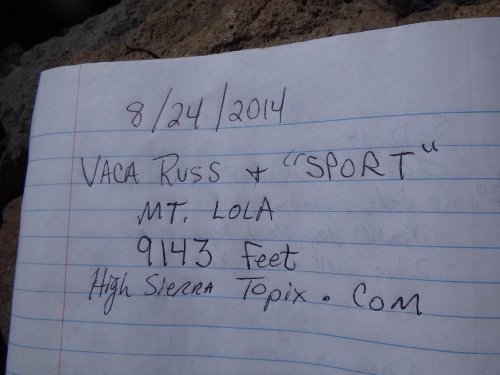 8/24/2014
VACA RUSS + "SPORT"
MT. LOLA
9143 Feet
High SIERRA Topix. COM